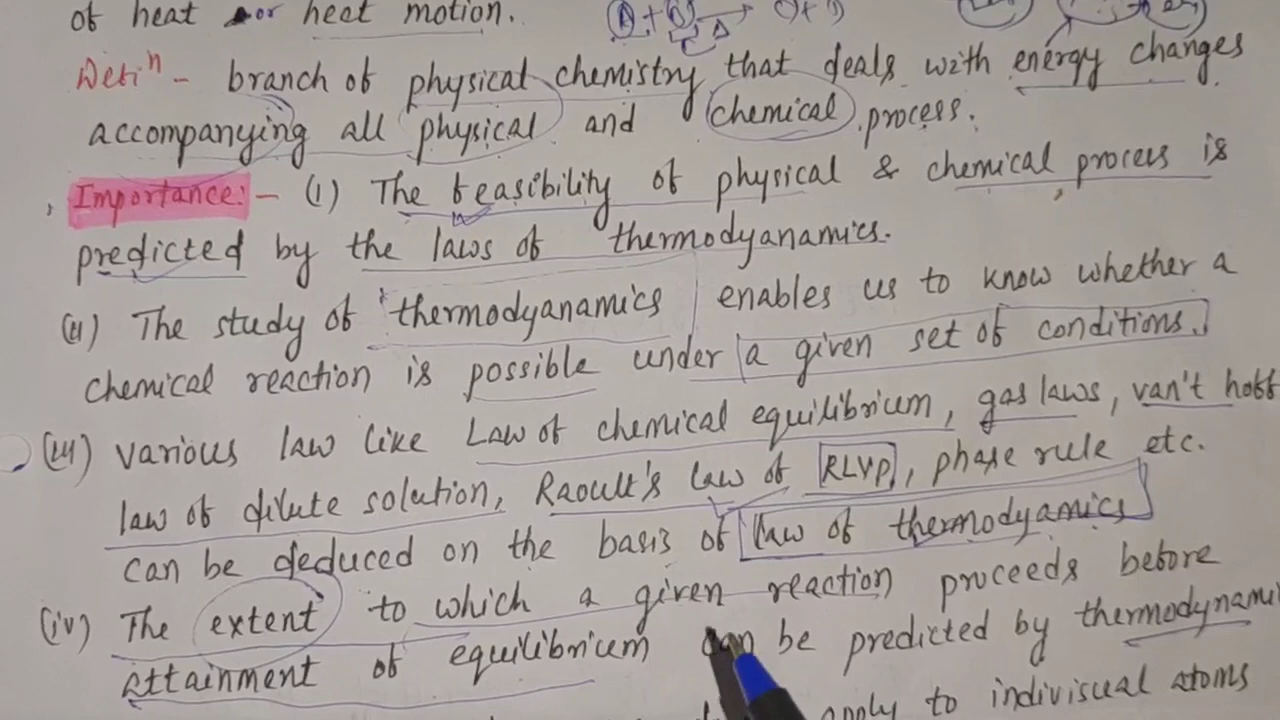 of heat or heat motion. A + B → C + D
Defiⁿ - branch of physical chemistry that deals with energy changes
accompanying all physical and chemical process.
Importance:- (i) The feasibility of physical & chemical process is
predicted by the laws of thermodyanamics.
(ii) The study of thermodyanamics enables us to know whether a
chemical reaction is possible under a given set of conditions.
(iii) various law like Law of chemical equilibrium, gas laws, van't hoff
law of dilute solution, Raoult's law of RLVP, phase rule etc.
can be deduced on the basis of law of thermodyamics
(iv) The extent to which a given reaction proceeds before
attainment of equilibrium can be predicted by thermodynami
apply to indivisual atoms